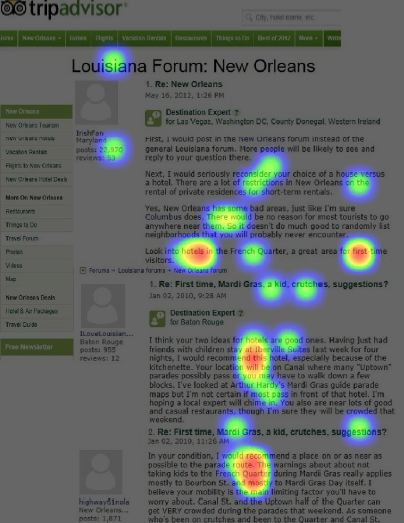 tripadvisor
City, hotel name, etc.
New Orleans Hotels Flights Vacation Rentals Restaurants Things to Do Best of 2012 More Write
Louisiana Forum: New Orleans
1. Re: New Orleans
May 16, 2012, 1:26 PM
Destination Expert
for Las Vegas, Washington DC, County Donegal, Western Ireland
IrishFan
Maryland
posts: 22,970
reviews: 53
First, I would post in the New Orleans forum instead of the
general Louisiana forum. More people will be likely to see and
reply to your question there.
Next, I would seriously reconsider your choice of a house versus
a hotel. There are a lot of restrictions in New Orleans on the
rental of private residences for short-term rentals.
Yes, New Orleans has some bad areas, just like I'm sure
Columbus does. There would be no reason for most tourists to go
anywhere near them. So it doesn't do much good to randomly list
neighborhoods that you will probably never encounter.
Look into hotels in the French Quarter, a great area for first-time
visitors.
New Orleans
New Orleans Tourism
New Orleans Hotels
Vacation Rentals
Flights to New Orleans
New Orleans Hotel Deals
More On New Orleans
Restaurants
Things to Do
Travel Forum
Photos
Videos
Map
New Orleans Deals
Hotel & Air Packages
Travel Guide
Free Newsletter
Forums Louisiana forums New Orleans forum
1. Re: First time, Mardi Gras, a kid, crutches, suggestions?
Jan 02, 2010, 9:28 AM
Destination Expert
for Baton Rouge
ILoveLouisian...
Baton Rouge
posts: 955
reviews: 12
I think your two ideas for hotels are good ones. Having just had
friends with children stay at Iberville Suites last week for four
nights, I would recommend this hotel, especially because of the
kitchenette. Your location will be on Canal where many "Uptown"
parades possibly pass or you may have to walk down a few
blocks. I've looked at Arthur Hardy's Mardi Gras guide parade
maps but I'm not certain if most pass in front of that hotel. I'm
hoping a local expert will chime in. You also are near lots of good
and casual restaurants, though I'm sure they will be crowded that
weekend.
2. Re: First time, Mardi Gras, a kid, crutches, suggestions?
Jan 02, 2010, 11:26 AM
highway61nola
New Orleans...
posts: 1,871
In your condition, I would recommend a place on or as near as
possible to the parade route. The warnings about about not
taking kids to the French Quarter during Mardi Gras really applies
mostly to Bourbon St. and most to Mardi Gras Day itself. I
believe your mobility is the main limiting factor you'll have to
worry about. Canal St. and the Uptown half of the Quarter can
get VERY crowded during the parades that weekend. As someone
who's been on crutches and been to the Quarter and Canal St.